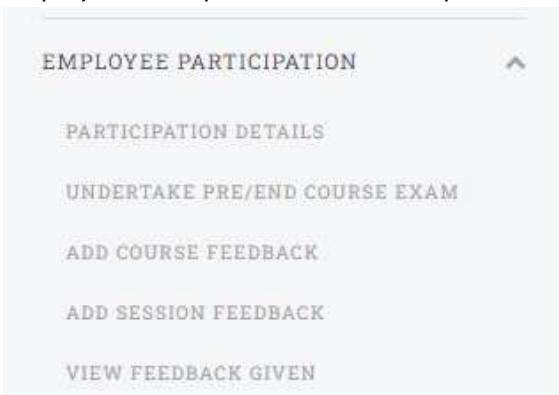 EMPLOYEE PARTICIPATION
PARTICIPATION DETAILS
UNDERTAKE PRE/END COURSE EXAM
ADD COURSE FEEDBACK
ADD SESSION FEEDBACK
VIEW FEEDBACK GIVEN